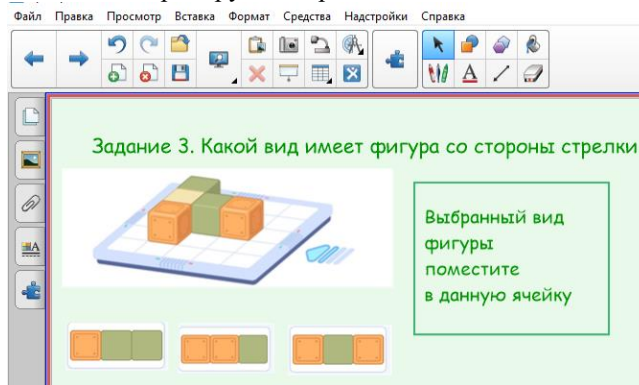 Файл Правка Просмотр Вставка Формат Средства Надстройки Справка
Задание 3. Какой вид имеет фигура со стороны стрелки
Выбранный вид
фигуры
поместите
в данную ячейку